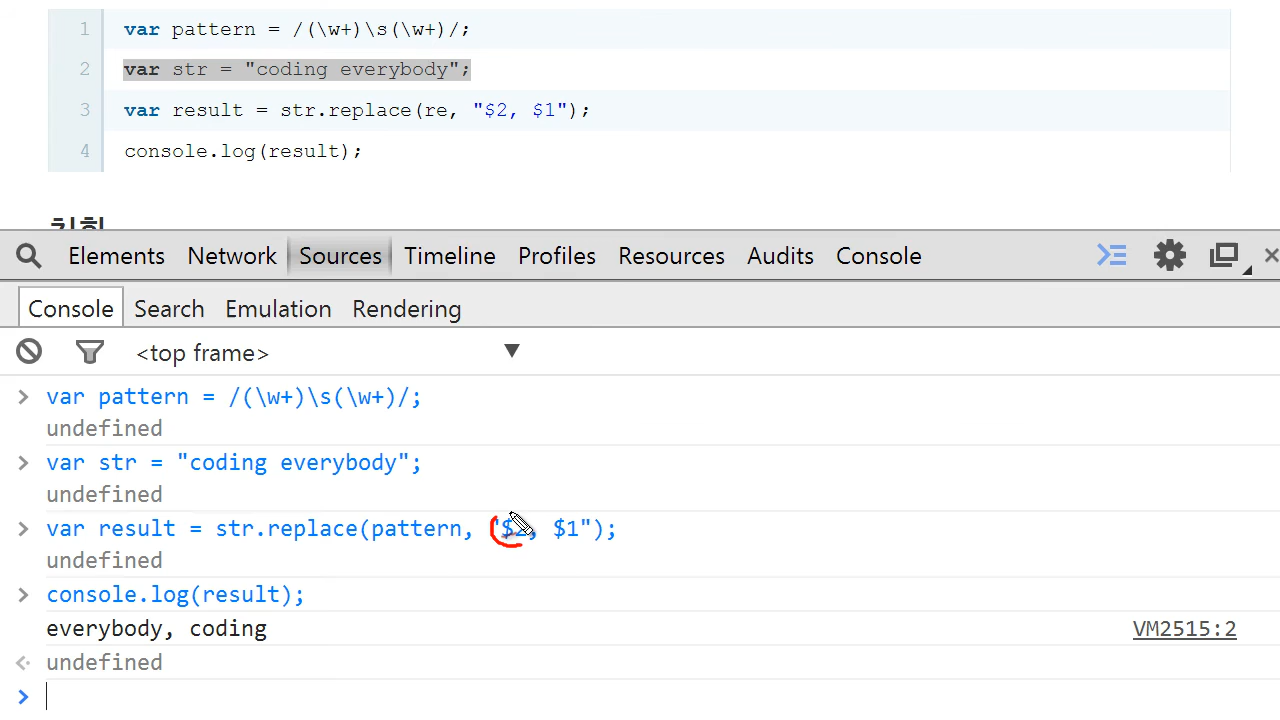 1 var pattern = /(\w+)\s(\w+)/;
2 var str = "coding everybody";
3 var result = str.replace(re, "$2, $1");
4 console.log(result);
Elements Network Sources Timeline Profiles Resources Audits Console
Console Search Emulation Rendering
<top frame> ▼
> var pattern = /(\w+)\s(\w+)/;
undefined
> var str = "coding everybody";
undefined
> var result = str.replace(pattern, "$2, $1");
undefined
> console.log(result);
everybody, coding VM2515:2
undefined
>